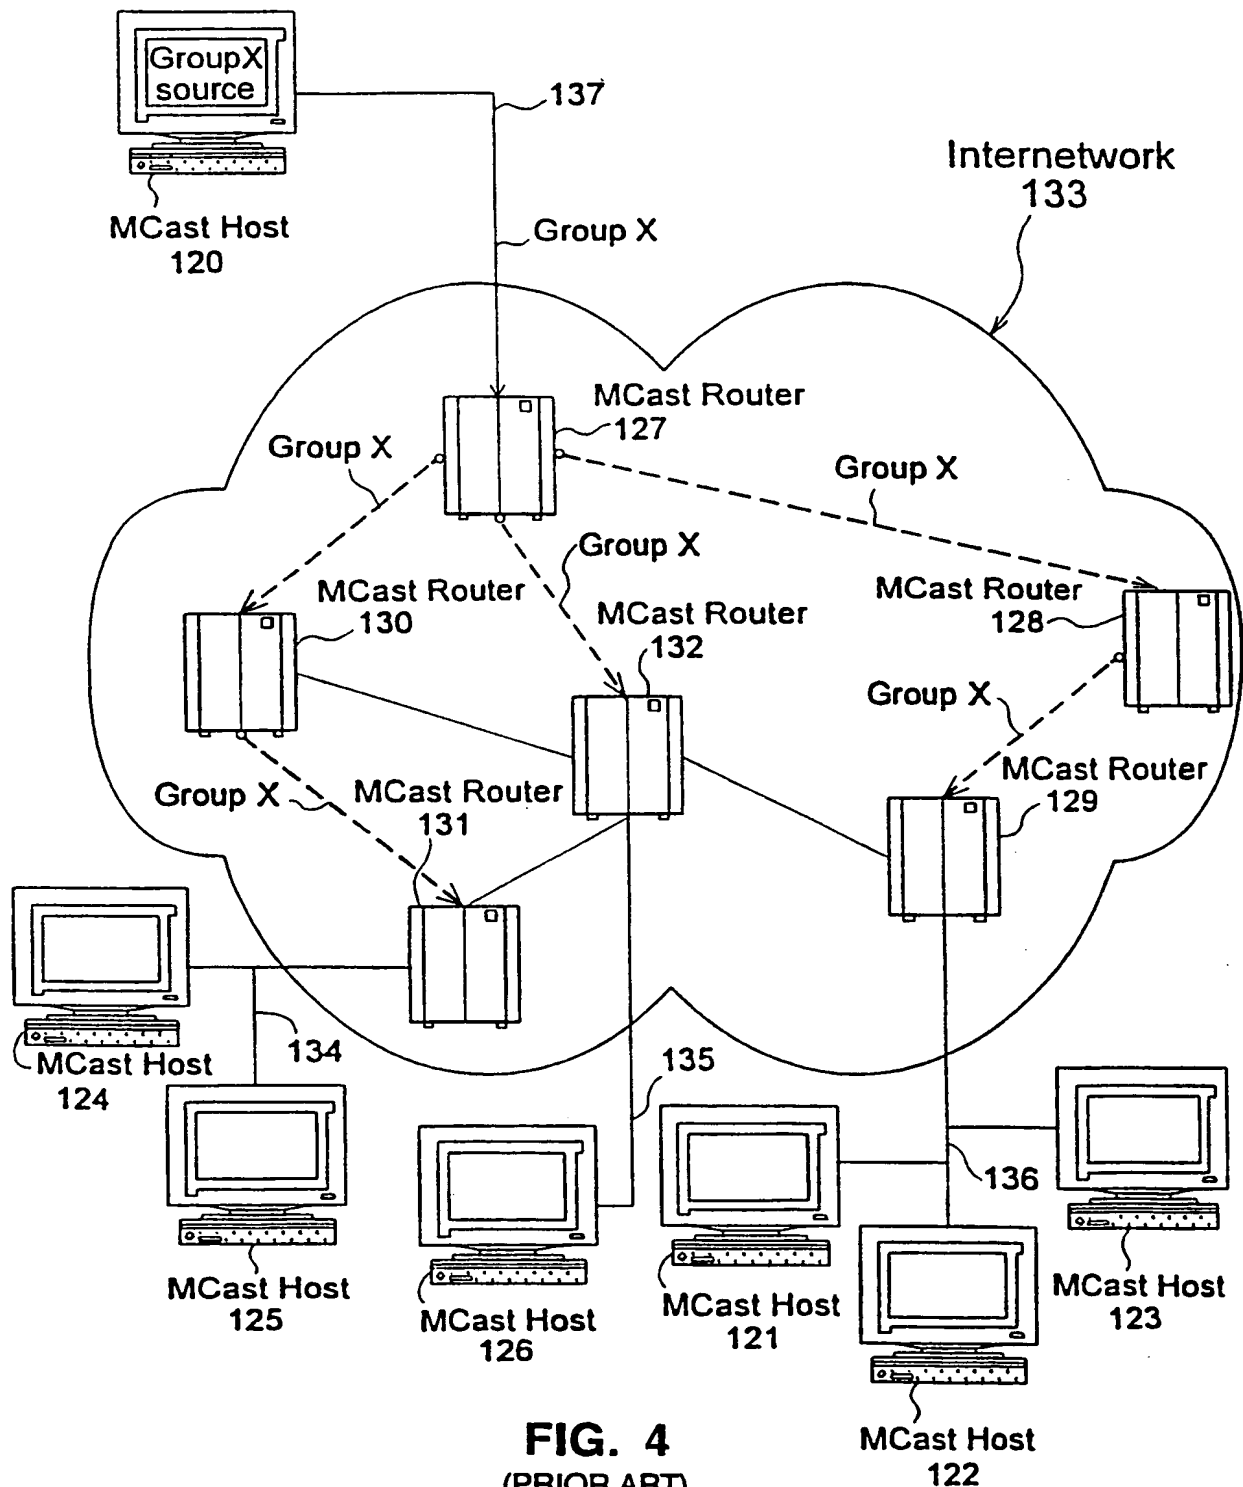 GroupX
source
137
MCast Host
120
Group X
Internetwork
133
MCast Router
127
Group X
Group X
Group X
MCast Router
130
MCast Router
132
MCast Router
128
Group X
Group X
MCast Router
131
MCast Router
129
MCast Host
124
134
135
136
MCast Host
125
MCast Host
126
MCast Host
121
MCast Host
123
MCast Host
122
FIG. 4
(PRIOR ART)